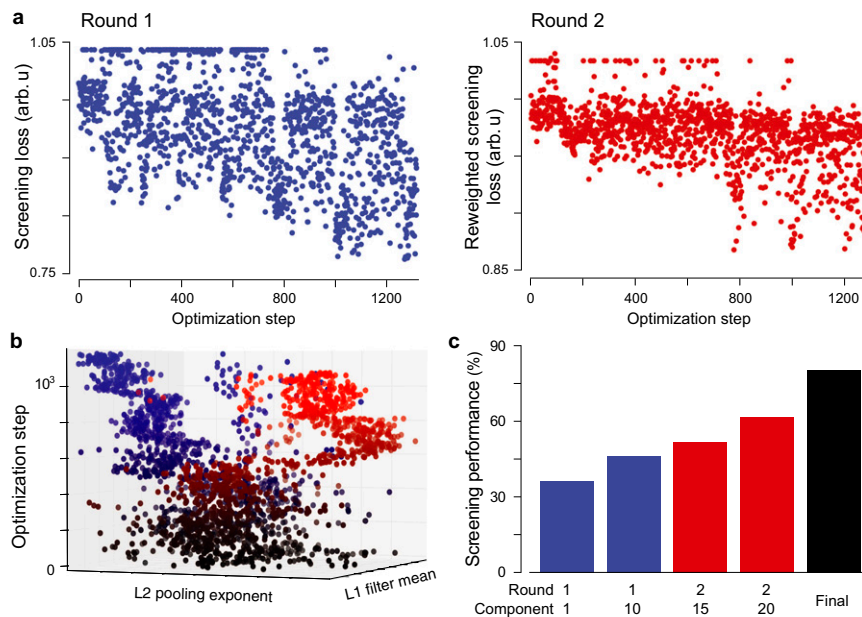 a
Round 1
Round 2
1.05
0.75
Screening loss (arb.u)
0
400
800
1200
Optimization step
1.05
0.85
Reweighted screening
loss (arb.u)
0
400
800
1200
Optimization step
b
10³
0
Optimization step
L2 pooling exponent
L1 filter mean
c
Screening performance (%)
90
60
30
0
Round 1 1 2 2
Component 1 10 15 20
Final